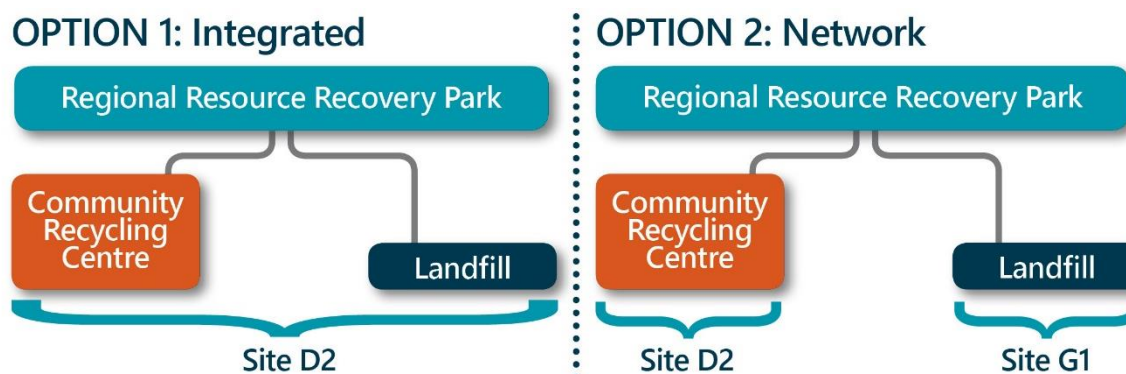 OPTION 1: Integrated
Regional Resource Recovery Park
Community
Recycling
Centre
Landfill
Site D2
OPTION 2: Network
Regional Resource Recovery Park
Community
Recycling
Centre
Landfill
Site D2
Site G1